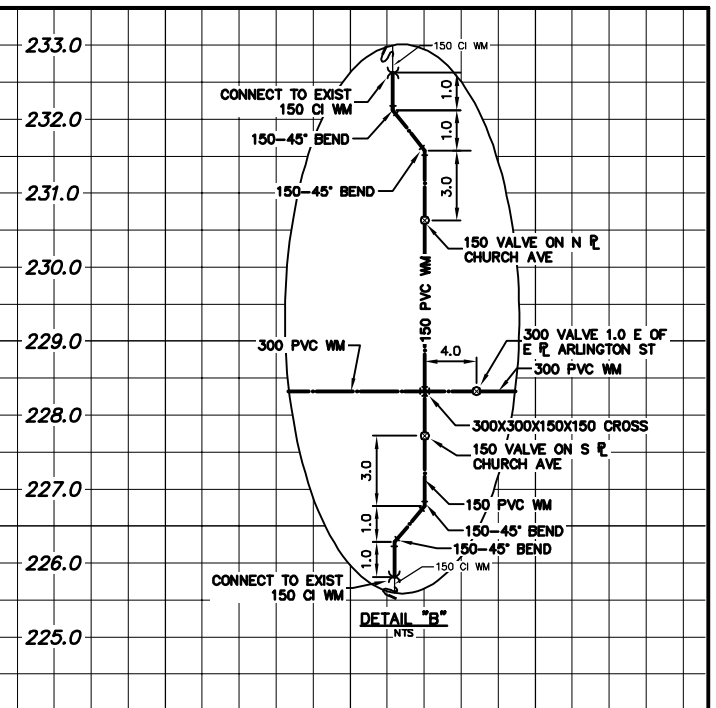 233.0
150 CI WM
CONNECT TO EXIST
150 CI WM
1.0
232.0
150-45° BEND
1.0
150-45° BEND
231.0
3.0
150 VALVE ON N ℄
CHURCH AVE
230.0
150 PVC WM
229.0
300 PVC WM
4.0
300 VALVE 1.0 E OF
E ℄ ARLINGTON ST
300 PVC WM
228.0
300X300X150X150 CROSS
150 VALVE ON S ℄
CHURCH AVE
3.0
227.0
150 PVC WM
150-45° BEND
1.0
150-45° BEND
226.0
1.0
150 CI WM
CONNECT TO EXIST
150 CI WM
DETAIL "B"
NTS
225.0